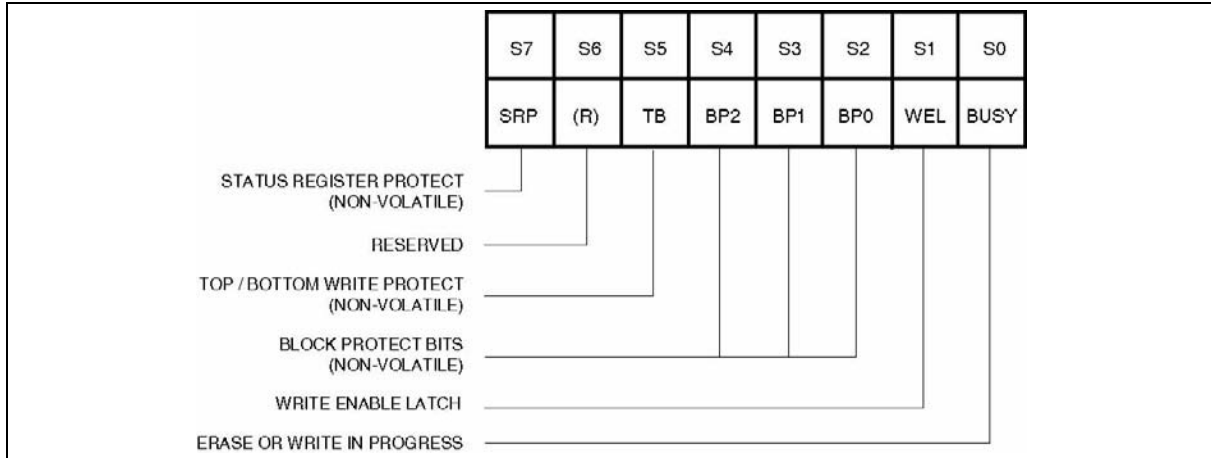 S7 S6 S5 S4 S3 S2 S1 S0
SRP (R) TB BP2 BP1 BP0 WEL BUSY
STATUS REGISTER PROTECT
(NON-VOLATILE)
RESERVED
TOP / BOTTOM WRITE PROTECT
(NON-VOLATILE)
BLOCK PROTECT BITS
(NON-VOLATILE)
WRITE ENABLE LATCH
ERASE OR WRITE IN PROGRESS